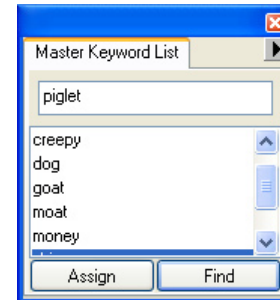 Master Keyword List
piglet
creepy
dog
goat
moat
money
Assign Find